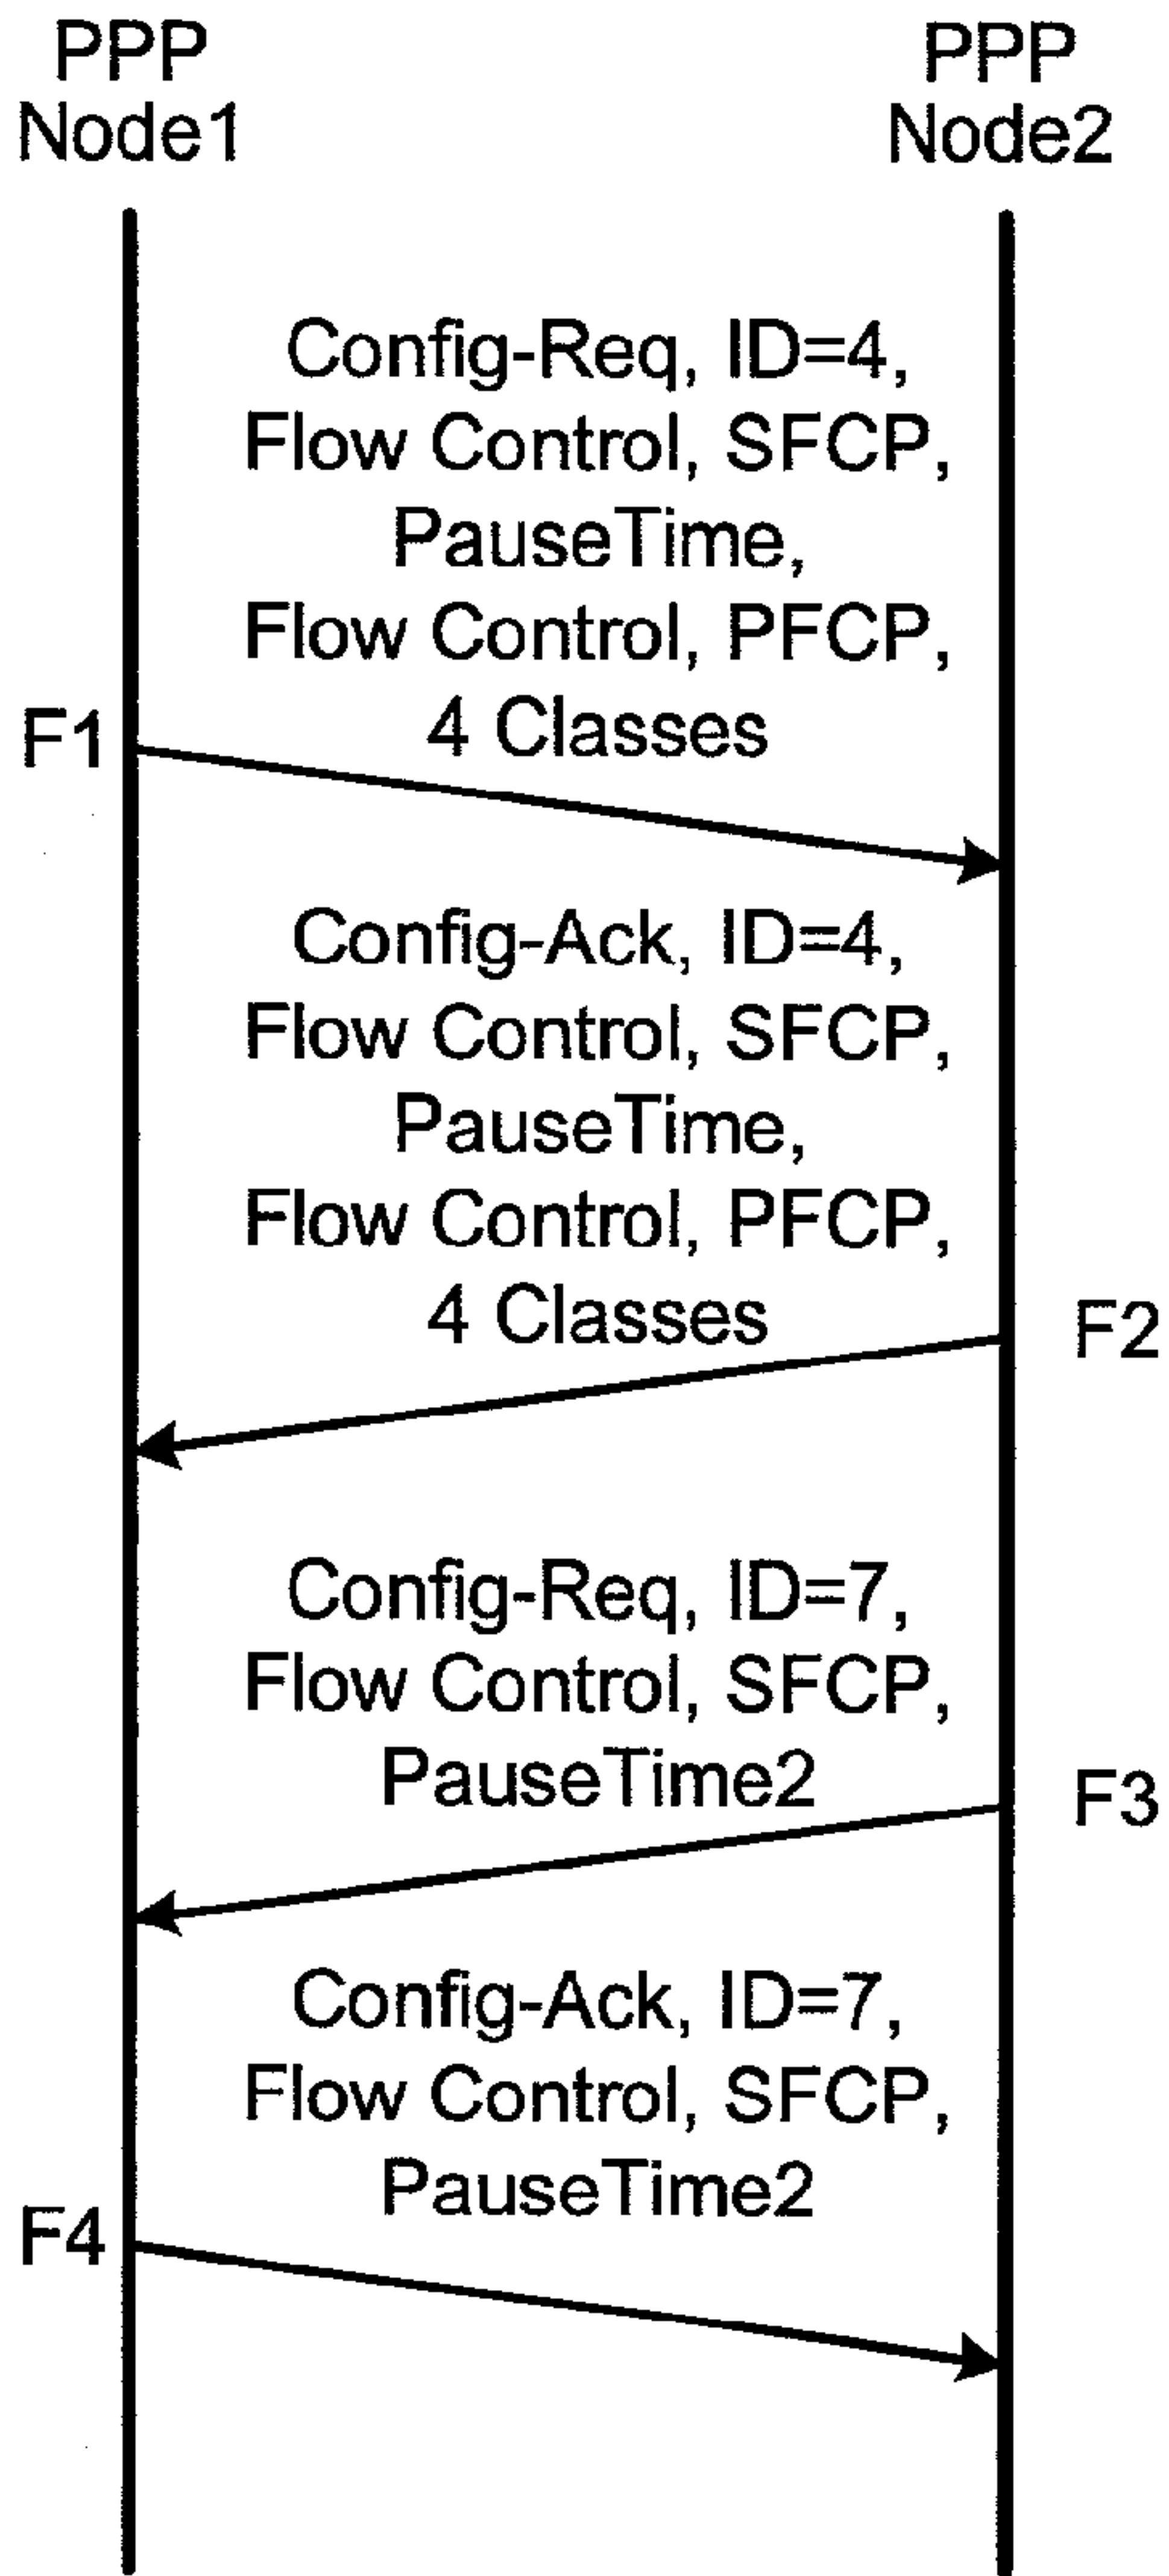 PPP
Node1
PPP
Node2
Config-Req, ID=4,
Flow Control, SFCP,
PauseTime,
Flow Control, PFCP,
4 Classes
F1
Config-Ack, ID=4,
Flow Control, SFCP,
PauseTime,
Flow Control, PFCP,
4 Classes
F2
Config-Req, ID=7,
Flow Control, SFCP,
PauseTime2
F3
Config-Ack, ID=7,
Flow Control, SFCP,
PauseTime2
F4